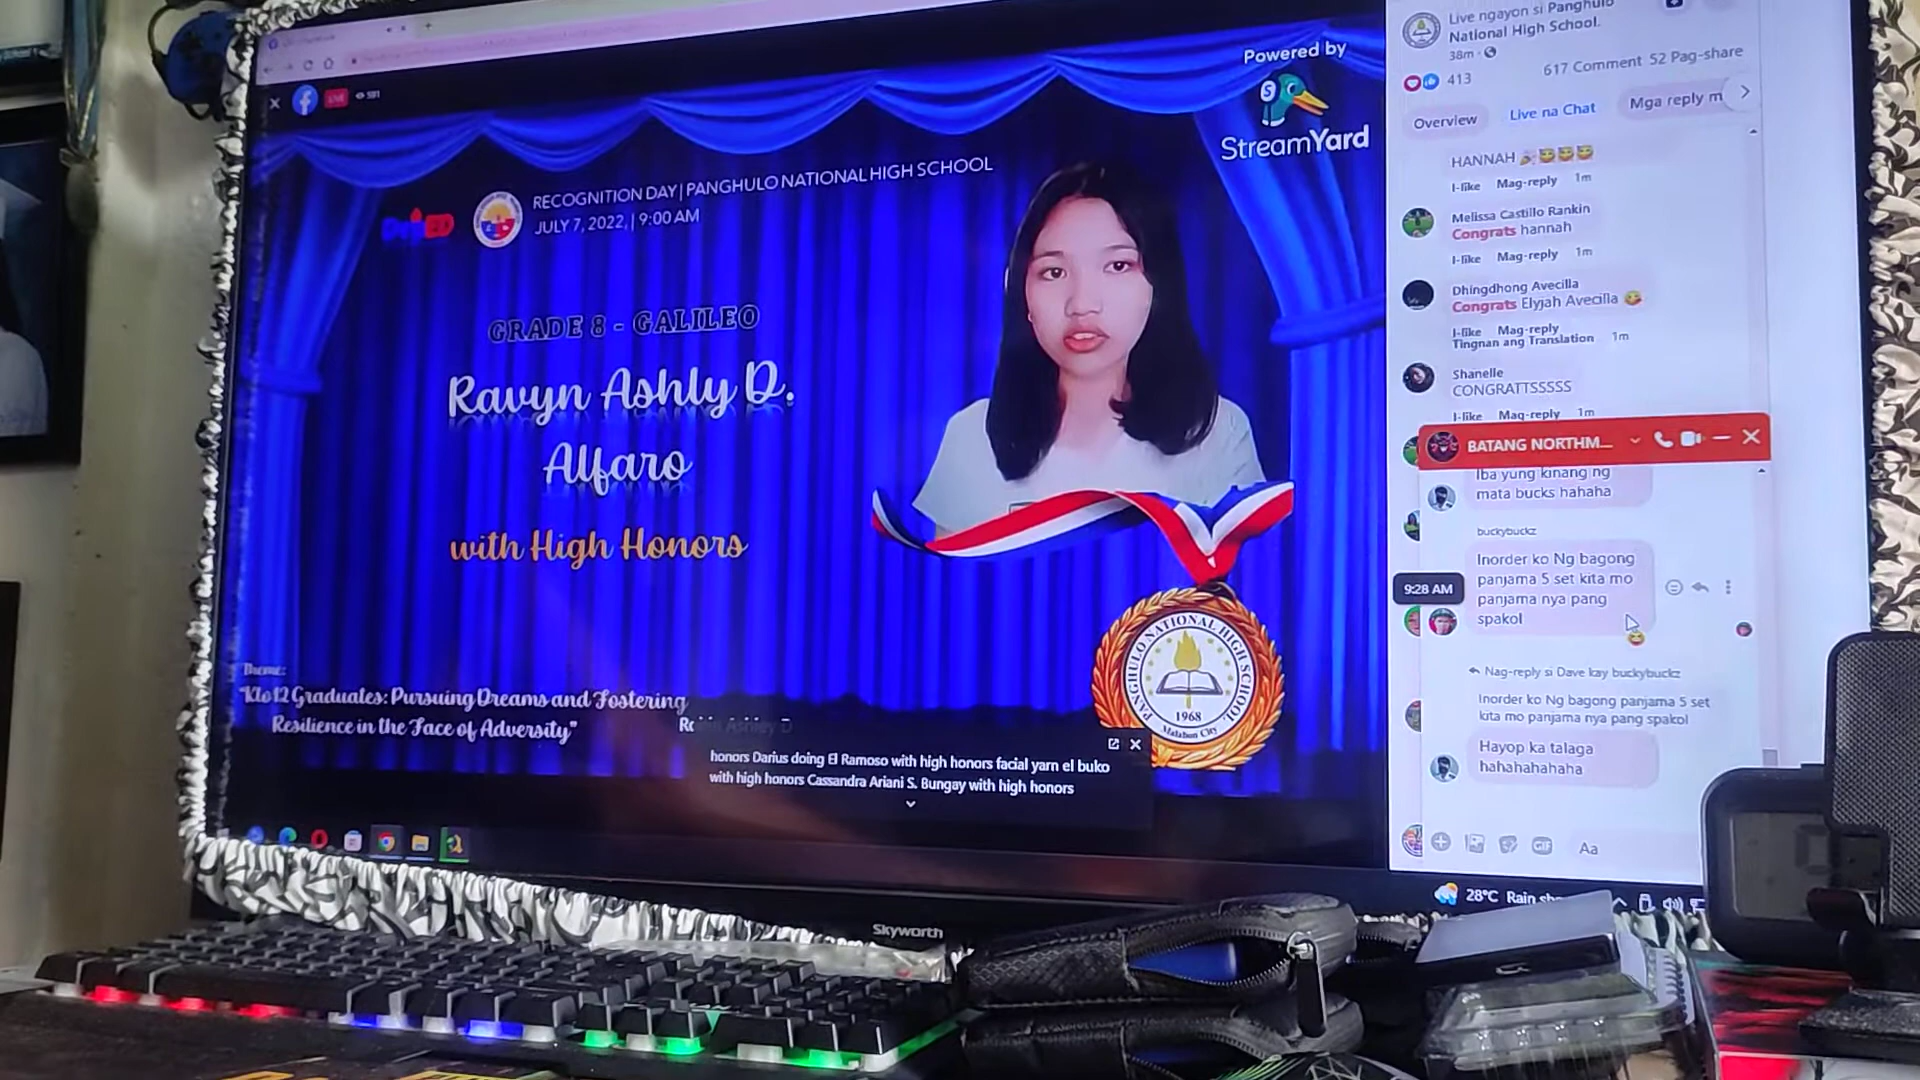 LIVE
591
Powered by
StreamYard
DepED
RECOGNITION DAY | PANGHULO NATIONAL HIGH SCHOOL
JULY 7, 2022, | 9:00 AM
GRADE 8 - GALILEO
Ravyn Ashly D.
Alfaro
with High Honors
Theme:
"K to 12 Graduates: Pursuing Dreams and Fostering
Resilience in the Face of Adversity"
PANGHULO NATIONAL HIGH SCHOOL
1968
Malabon City
honors Darius doing El Ramoso with high honors facial yarn el buko
with high honors Cassandra Ariani S. Bungay with high honors
Live ngayon si Panghulo
National High School.
38m
413
617 Comment 52 Pag-share
Overview
Live na Chat
Mga reply m
HANNAH 🎉😇😇😇
I-like Mag-reply 1m
Melissa Castillo Rankin
Congrats hannah
I-like Mag-reply 1m
Dhingdhong Avecilla
Congrats Elyjah Avecilla
I-like Mag-reply
Tingnan ang Translation 1m
Shanelle
CONGRATTSSSSS
I-like Mag-reply 1m
BATANG NORTHM...
Iba yung kinang ng
mata bucks hahaha
buckybuckz
Inorder ko Ng bagong
panjama 5 set kita mo
panjama nya pang
spakol
9:28 AM
Nag-reply si Dave kay buckybuckz
Inorder ko Ng bagong panjama 5 set
kita mo panjama nya pang spakol
Hayop ka talaga
hahahahahaha
GIF
Aa
28°C Rain
Skyworth